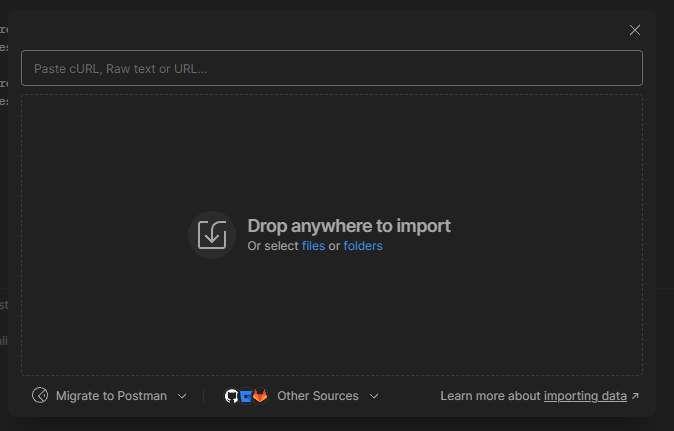 Paste cURL, Raw text or URL...
Drop anywhere to import
Or select files or folders
Migrate to Postman
Other Sources
Learn more about importing data ↗